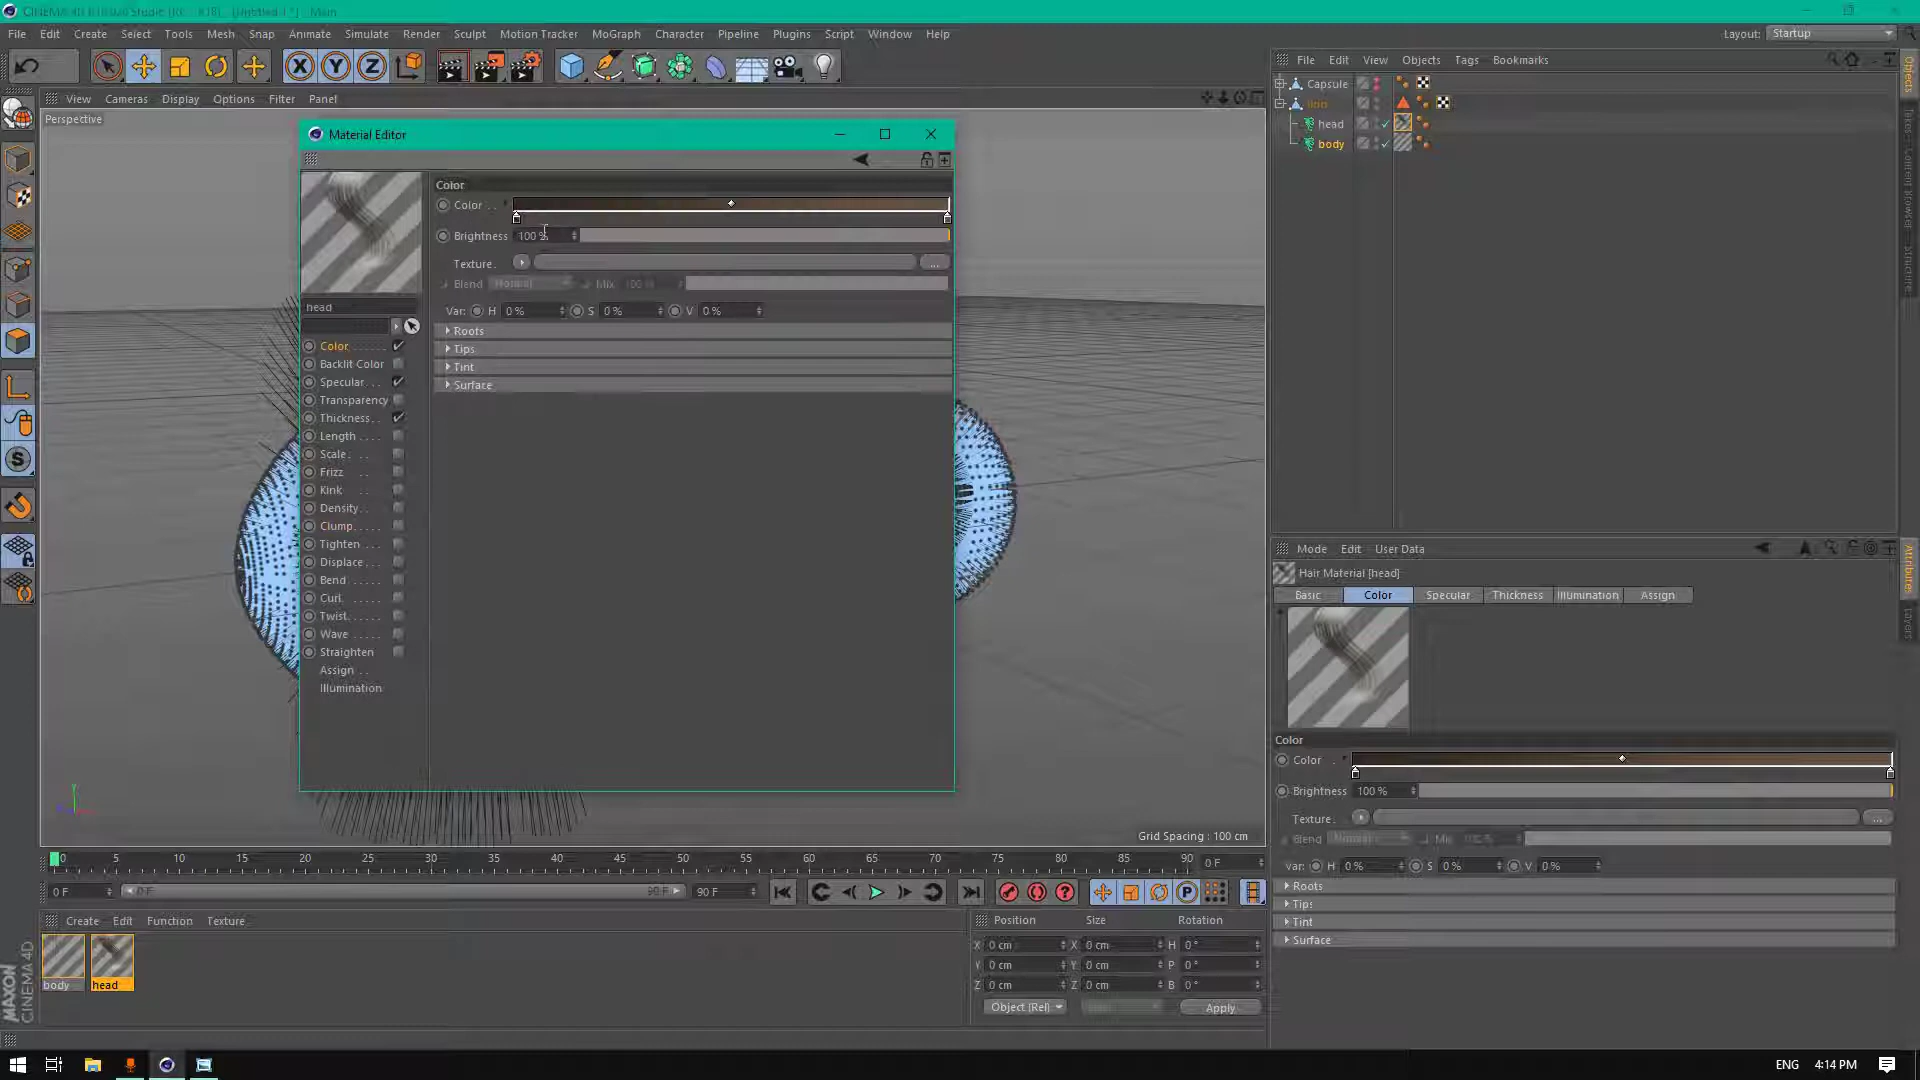 File Edit Create Select Tools Mesh Snap Animate Simulate Render Sculpt Motion Tracker MoGraph Character Pipeline Plugins Script Window Help
Layout: Startup
View Cameras Display Options Filter Panel
Perspective
File Edit View Objects Tags Bookmarks
Capsule
head
body
Objects
Takes
Content Browser
Structure
Material Editor
Color
Color . .
Brightness 100 %
Texture .
Blend Normal Mix 100 %
Var: H 0 % S 0 % V 0 %
Roots
Tips
Tint
Surface
head
Color
Backlit Color
Specular
Transparency
Thickness
Length
Scale
Frizz
Kink
Density
Clump
Tighten
Displace
Bend
Curl
Twist
Wave
Straighten
Assign
Illumination
Grid Spacing : 100 cm
Mode Edit User Data
Hair Material [head]
Basic Color Specular Thickness Illumination Assign
Attributes
Layers
Color
Color .
Brightness 100 %
Texture .
Blend Normal Mix
Var: H 0 % S 0 % V 0 %
Roots
Tips
Tint
Surface
0 5 10 15 20 25 30 35 40 45 50 55 60 65 70 75 80 85 90 0 F
0 F 0 F 90 F 90 F
Create Edit Function Texture
body head
Position Size Rotation
X 0 cm X 0 cm H 0 °
Y 0 cm Y 0 cm P 0 °
Z 0 cm Z 0 cm B 0 °
Object (Rel) Apply
MAXON
CINEMA 4D
ENG 4:14 PM